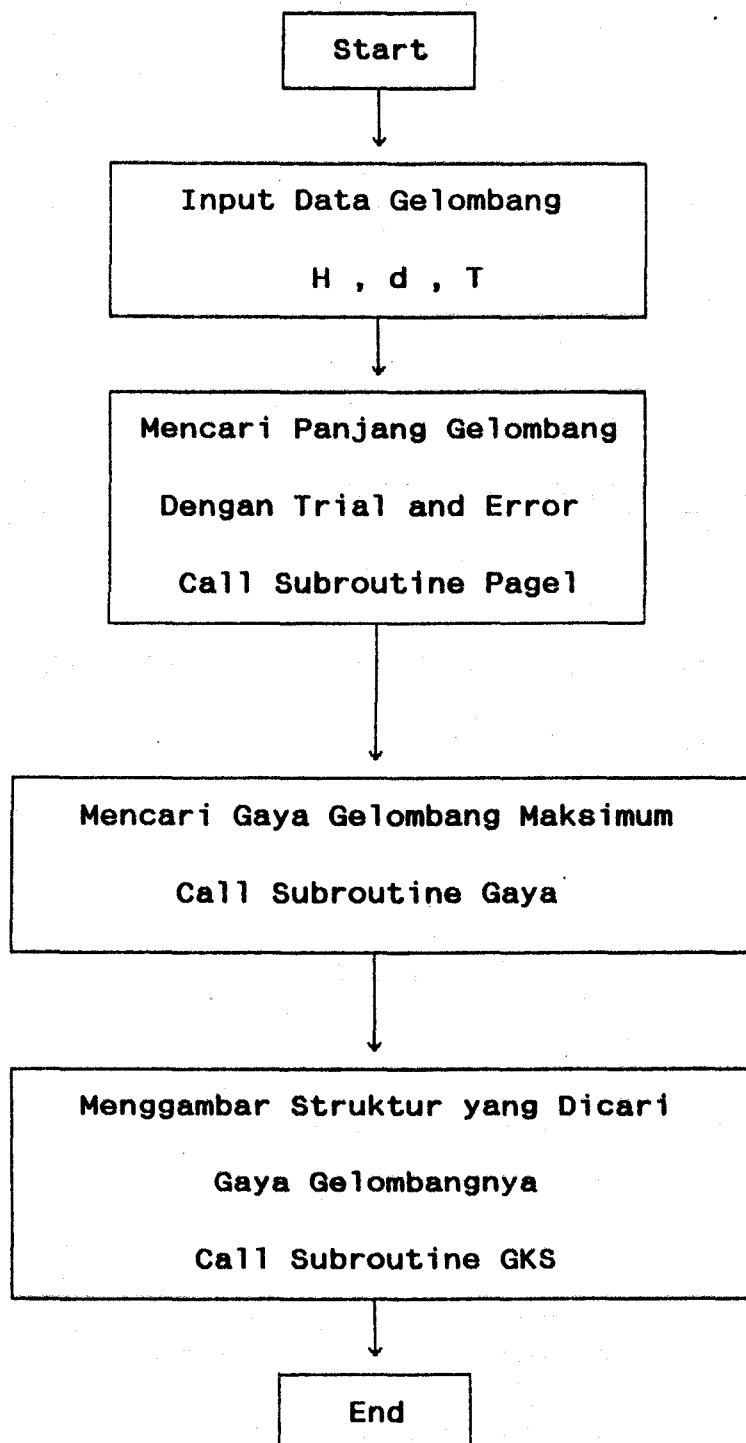 Start
Input Data Gelombang
H , d , T
Mencari Panjang Gelombang
Dengan Trial and Error
Call Subroutine Pagel
Mencari Gaya Gelombang Maksimum
Call Subroutine Gaya
Menggambar Struktur yang Dicari
Gaya Gelombangnya
Call Subroutine GKS
End